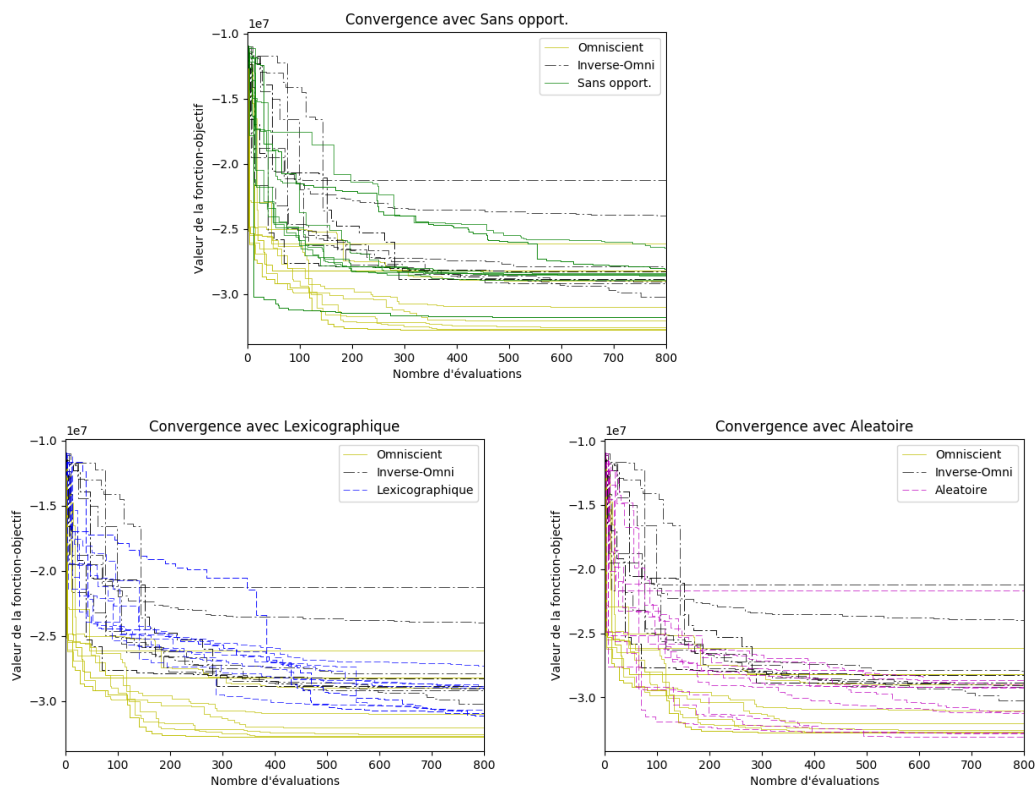 Convergence avec Sans opport.
1e7
−1.0
−1.5
−2.0
−2.5
−3.0
Valeur de la fonction-objectif
Omniscient
Inverse-Omni
Sans opport.
0 100 200 300 400 500 600 700 800
Nombre d'évaluations
Convergence avec Lexicographique
1e7
−1.0
−1.5
−2.0
−2.5
−3.0
Valeur de la fonction-objectif
Omniscient
Inverse-Omni
Lexicographique
0 100 200 300 400 500 600 700 800
Nombre d'évaluations
Convergence avec Aleatoire
1e7
−1.0
−1.5
−2.0
−2.5
−3.0
Valeur de la fonction-objectif
Omniscient
Inverse-Omni
Aleatoire
0 100 200 300 400 500 600 700 800
Nombre d'évaluations